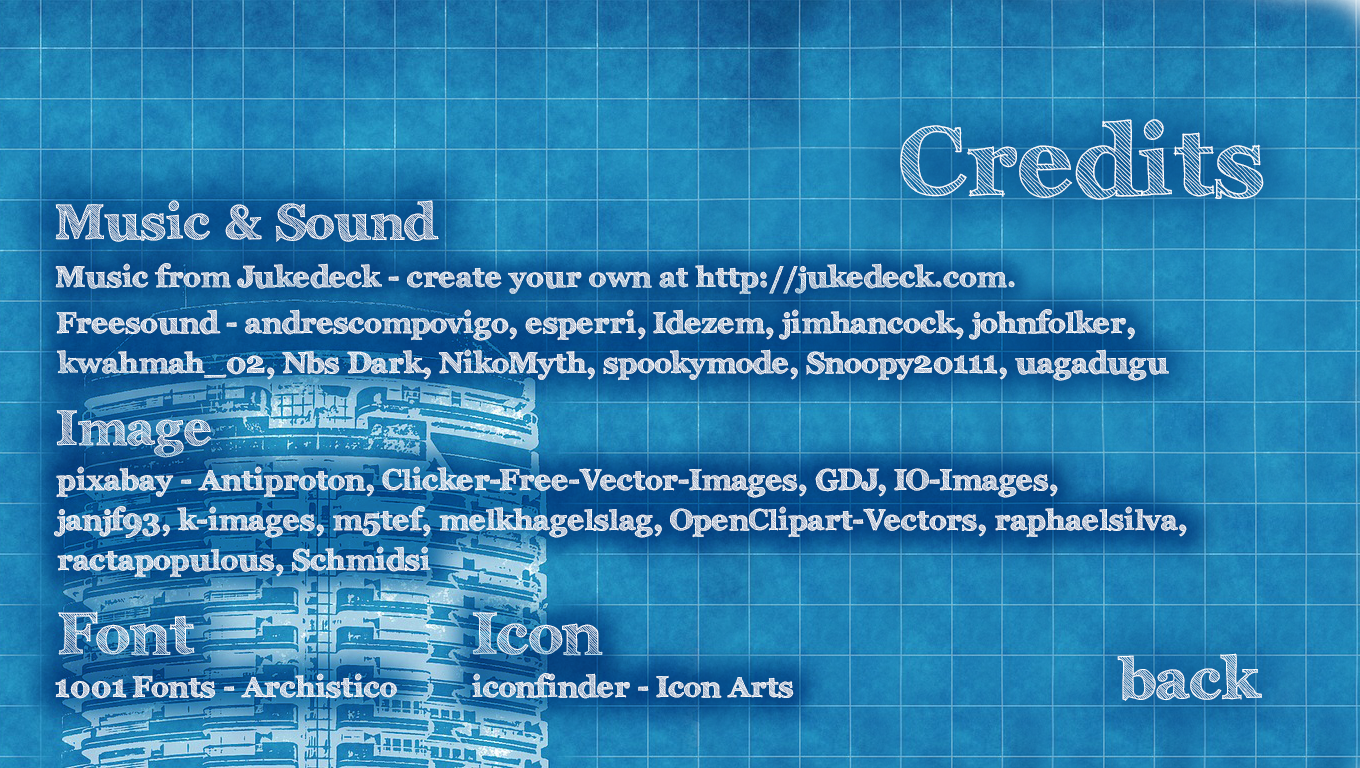 Credits
Music & Sound
Music from Jukedeck - create your own at http://jukedeck.com.
Freesound - andrescompovigo, esperri, Idezem, jimhancock, johnfolker,
kwahmah_02, Nbs Dark, NikoMyth, spookymode, Snoopy20111, uagadugu
Image
pixabay - Antiproton, Clicker-Free-Vector-Images, GDJ, IO-Images,
janjf93, k-images, m5tef, melkhagelslag, OpenClipart-Vectors, raphaelsilva,
ractapopulous, Schmidsi
Font
1001 Fonts - Archistico
Icon
iconfinder - Icon Arts
back